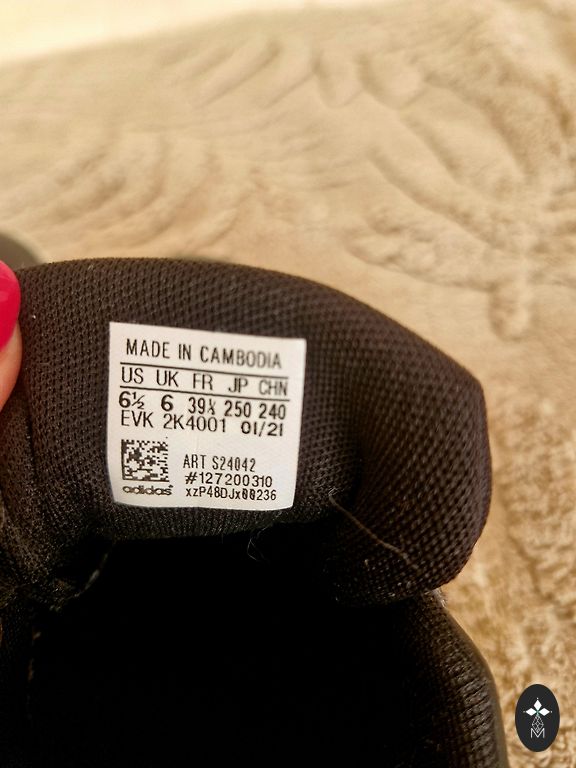 MADE IN CAMBODIA
US UK FR JP CHN
6½ 6 39⅓ 250 240
EVK 2K4001 01/21
ART S24042
#127200310
adidas xzP48DJx00236
M